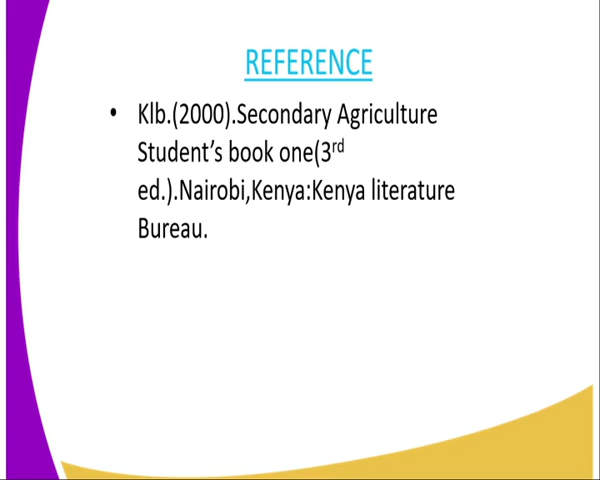 REFERENCE
• Klb.(2000).Secondary Agriculture
Student’s book one(3rd
ed.).Nairobi,Kenya:Kenya literature
Bureau.